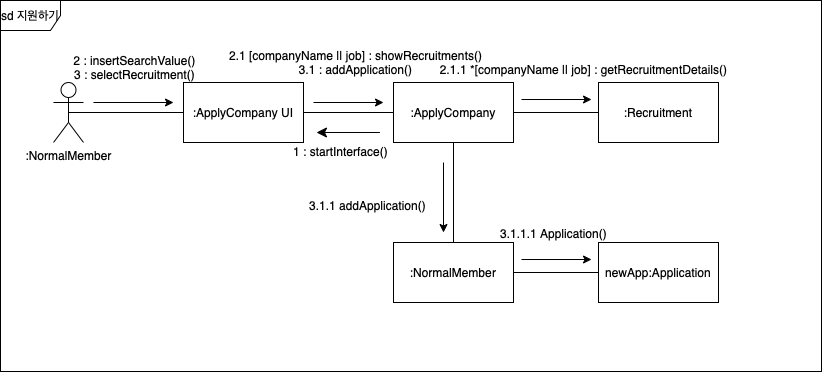 sd 지원하기
2 : insertSearchValue()
3 : selectRecruitment()
2.1 [companyName || job] : showRecruitments()
3.1 : addApplication()
2.1.1 *[companyName || job] : getRecruitmentDetails()
:ApplyCompany UI
:ApplyCompany
:Recruitment
1 : startInterface()
:NormalMember
3.1.1 addApplication()
3.1.1.1 Application()
:NormalMember
newApp:Application